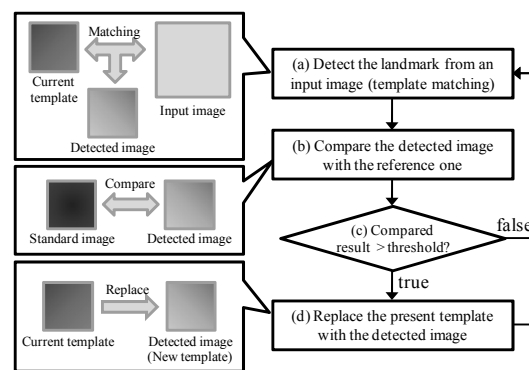 Matching
Current
template
Input image
Detected image
(a) Detect the landmark from an
input image (template matching)
Compare
Standard image
Detected image
(b) Compare the detected image
with the reference one
(c) Compared
result > threshold?
false
true
Replace
Current template
Detected image
(New template)
(d) Replace the present template
with the detected image